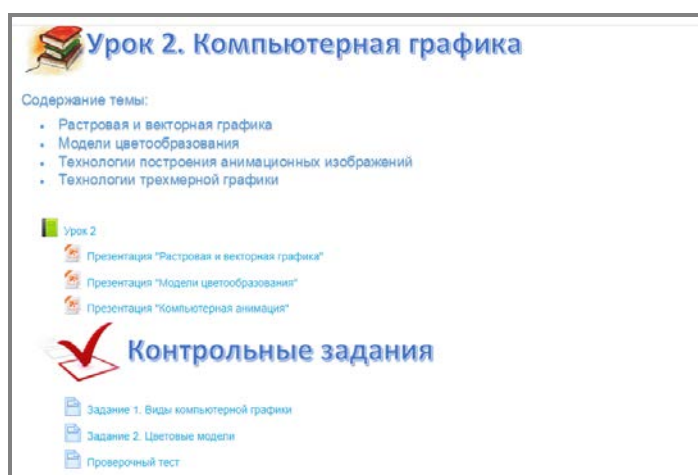 Урок 2. Компьютерная графика
Содержание темы:
Растровая и векторная графика
Модели цветообразования
Технологии построения анимационных изображений
Технологии трехмерной графики
Урок 2
Презентация "Растровая и векторная графика"
Презентация "Модели цветообразования"
Презентация "Компьютерная анимация"
Контрольные задания
Задание 1. Виды компьютерной графики
Задание 2. Цветовые модели
Проверочный тест